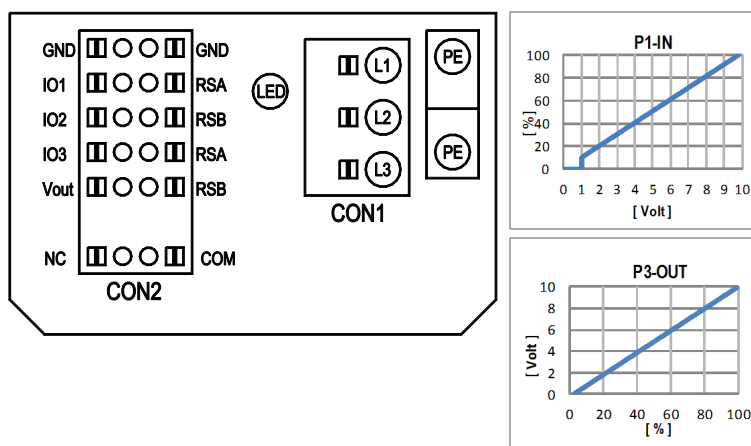 GND GND
IO1 RSA
IO2 RSB
IO3 RSA
Vout RSB
NC COM
CON2
LED
L1
L2
L3
CON1
PE
PE
P1-IN
[ %]
100
80
60
40
20
0
0 1 2 3 4 5 6 7 8 9 10
[ Volt ]
P3-OUT
[ Volt ]
10
8
6
4
2
0
0 20 40 60 80 100
[ % ]